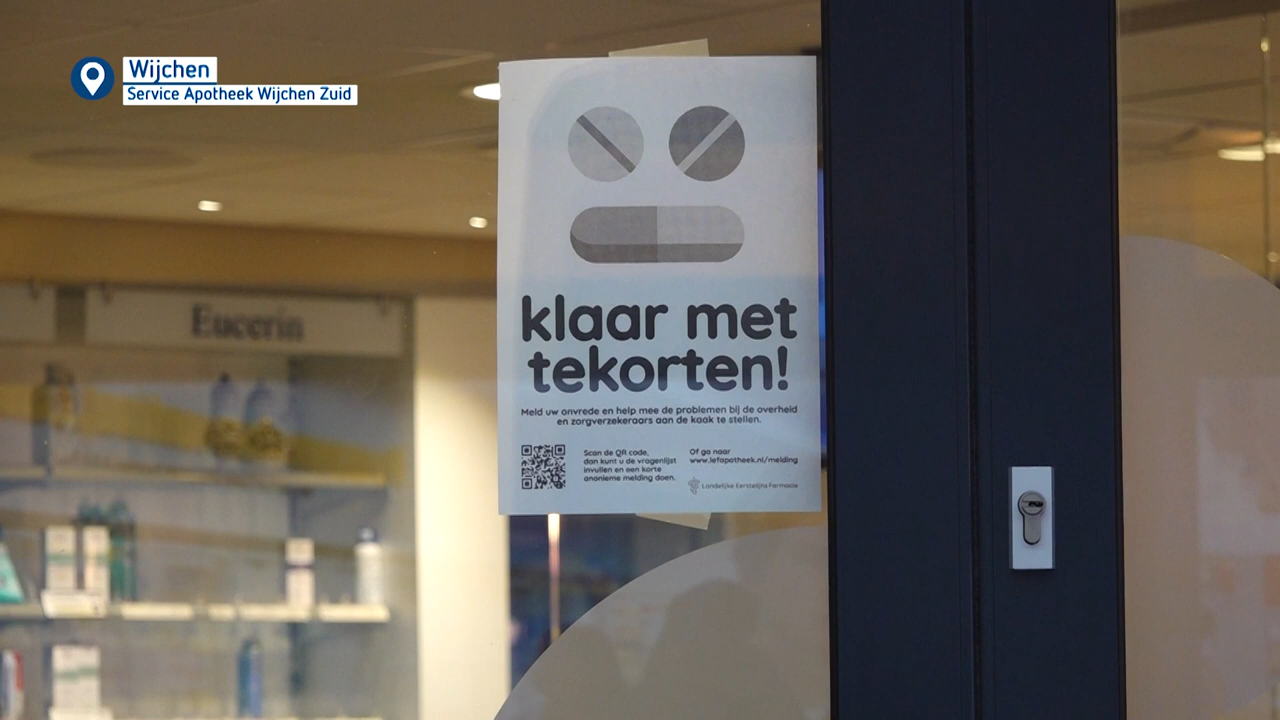 Wijchen
Service Apotheek Wijchen Zuid
Eucerin
klaar met
tekorten!
Meld uw onvrede en help mee de problemen bij de overheid
en zorgverzekeraars aan de kaak te stellen.
Scan de QR code,
dan kunt u de vragenlijst
invullen en een korte
anonieme melding doen.
Of ga naar
www.lefapotheek.nl/melding
Landelijke Eerstelijns Farmacie